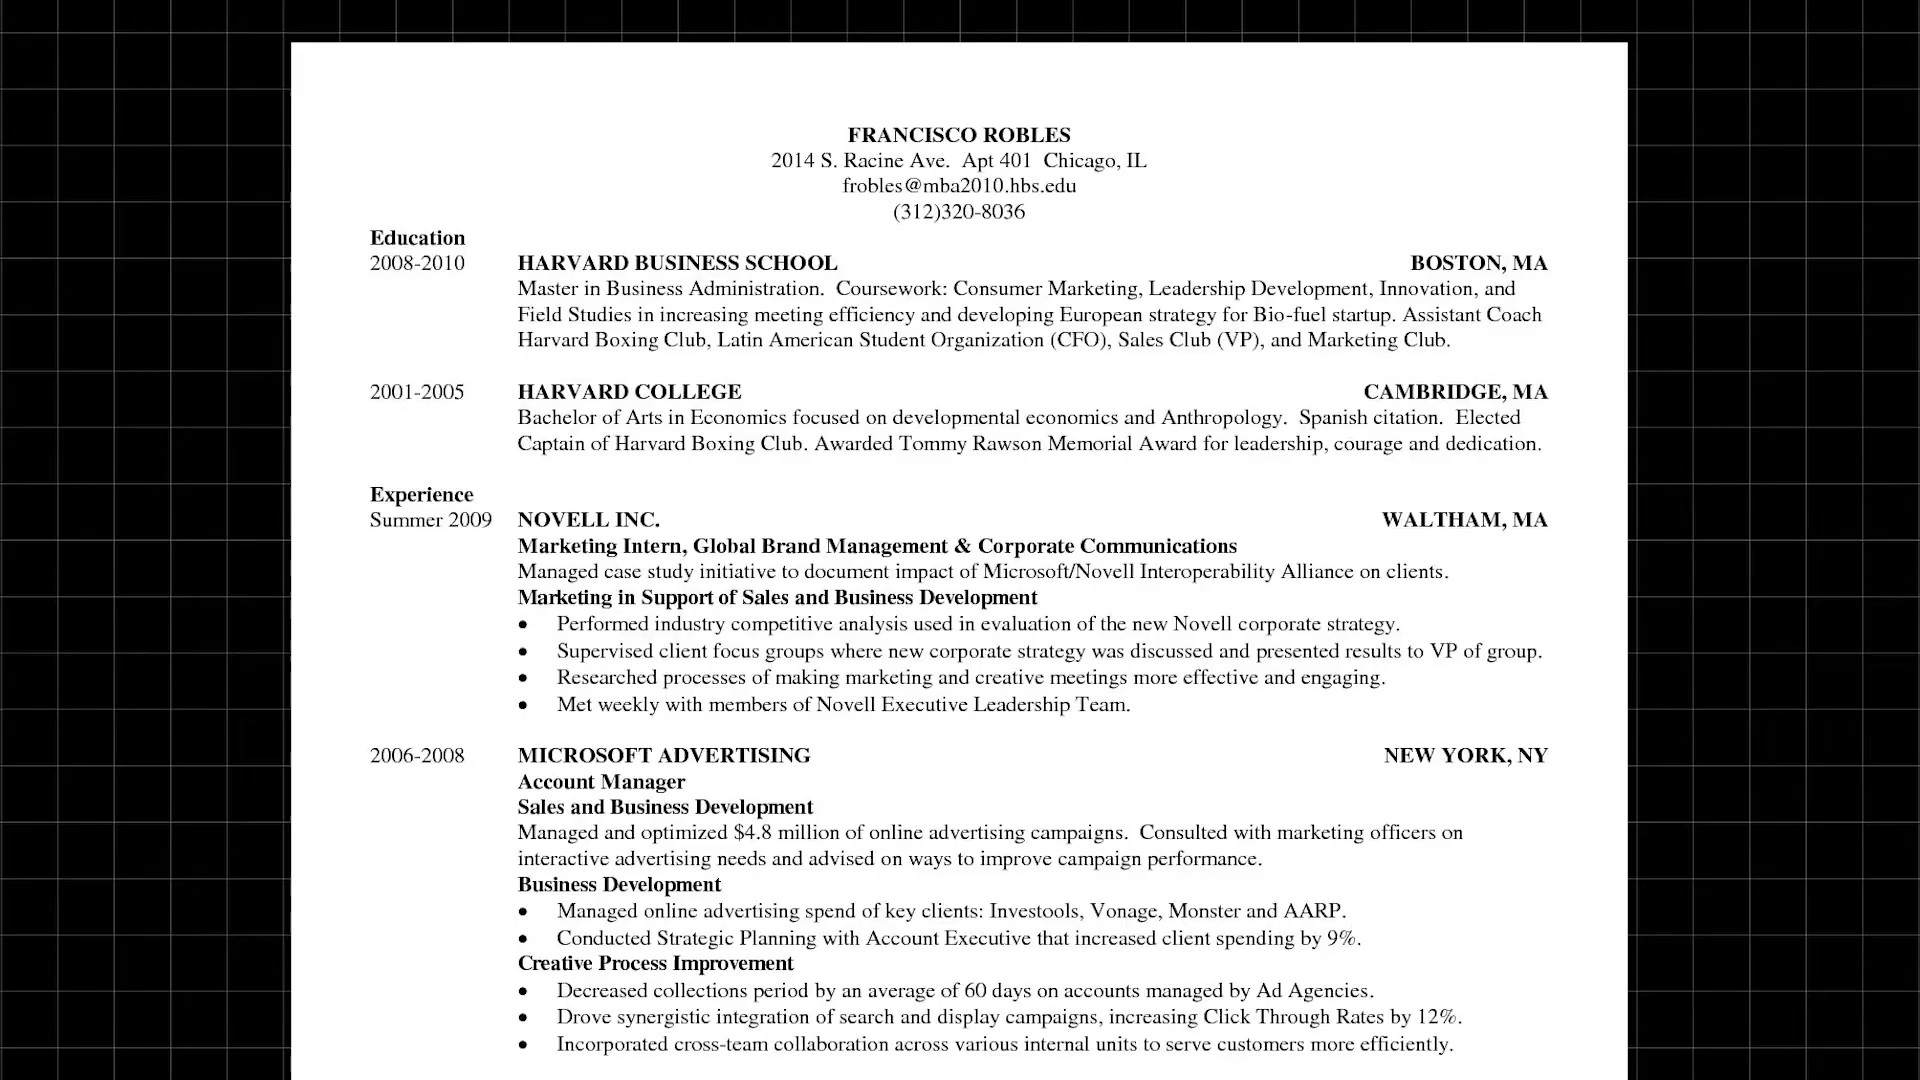 FRANCISCO ROBLES
2014 S. Racine Ave.  Apt 401  Chicago, IL
frobles@mba2010.hbs.edu
(312)320-8036
Education
2008-2010 HARVARD BUSINESS SCHOOL BOSTON, MA
Master in Business Administration.  Coursework: Consumer Marketing, Leadership Development, Innovation, and
Field Studies in increasing meeting efficiency and developing European strategy for Bio-fuel startup. Assistant Coach
Harvard Boxing Club, Latin American Student Organization (CFO), Sales Club (VP), and Marketing Club.
2001-2005 HARVARD COLLEGE CAMBRIDGE, MA
Bachelor of Arts in Economics focused on developmental economics and Anthropology.  Spanish citation.  Elected
Captain of Harvard Boxing Club. Awarded Tommy Rawson Memorial Award for leadership, courage and dedication.
Experience
Summer 2009 NOVELL INC. WALTHAM, MA
Marketing Intern, Global Brand Management & Corporate Communications
Managed case study initiative to document impact of Microsoft/Novell Interoperability Alliance on clients.
Marketing in Support of Sales and Business Development
• Performed industry competitive analysis used in evaluation of the new Novell corporate strategy.
• Supervised client focus groups where new corporate strategy was discussed and presented results to VP of group.
• Researched processes of making marketing and creative meetings more effective and engaging.
• Met weekly with members of Novell Executive Leadership Team.
2006-2008 MICROSOFT ADVERTISING NEW YORK, NY
Account Manager
Sales and Business Development
Managed and optimized $4.8 million of online advertising campaigns.  Consulted with marketing officers on
interactive advertising needs and advised on ways to improve campaign performance.
Business Development
• Managed online advertising spend of key clients: Investools, Vonage, Monster and AARP.
• Conducted Strategic Planning with Account Executive that increased client spending by 9%.
Creative Process Improvement
• Decreased collections period by an average of 60 days on accounts managed by Ad Agencies.
• Drove synergistic integration of search and display campaigns, increasing Click Through Rates by 12%.
• Incorporated cross-team collaboration across various internal units to serve customers more efficiently.